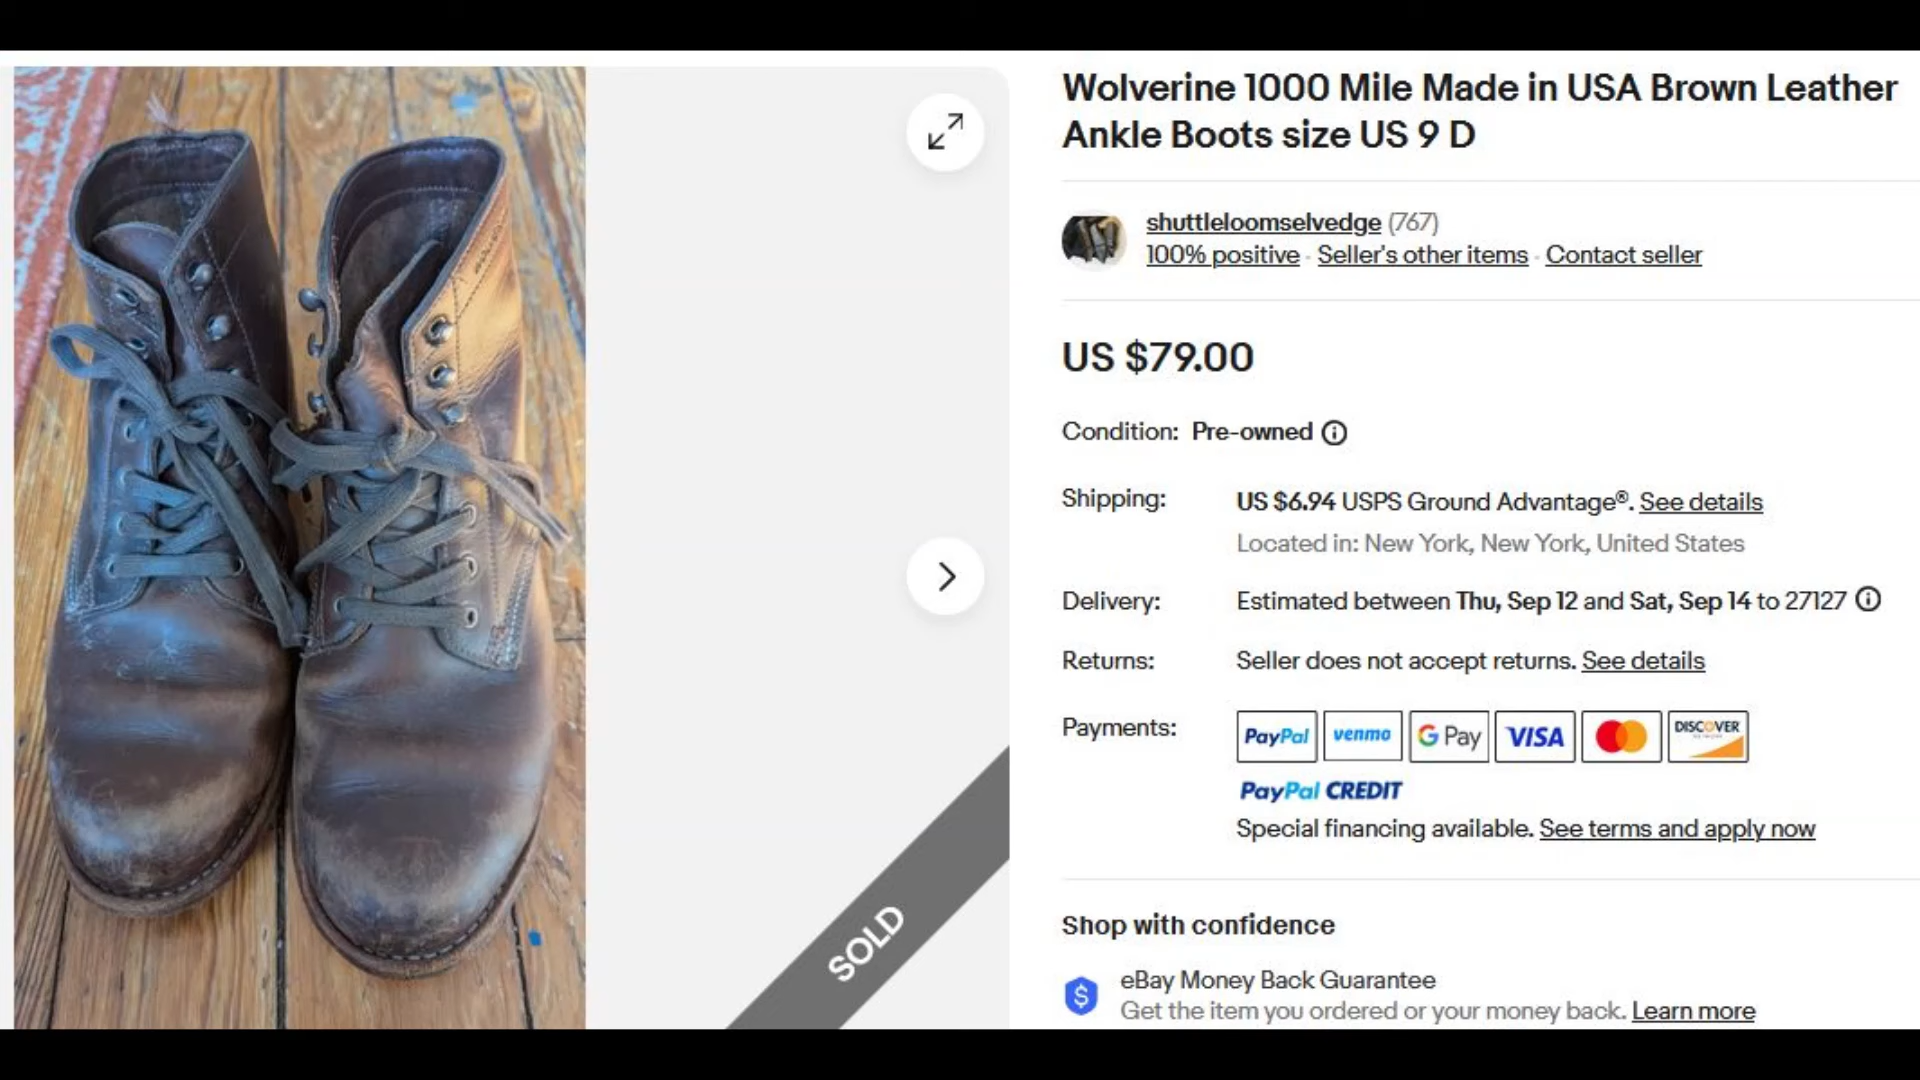 Wolverine 1000 Mile Made in USA Brown Leather
Ankle Boots size US 9 D
shuttleloomselvedge (767)
100% positive · Seller's other items · Contact seller
US $79.00
Condition: Pre-owned
Shipping: US $6.94 USPS Ground Advantage®. See details
Located in: New York, New York, United States
Delivery: Estimated between Thu, Sep 12 and Sat, Sep 14 to 27127
Returns: Seller does not accept returns. See details
Payments: PayPal venmo G Pay VISA DISCOVER
PayPal CREDIT
Special financing available. See terms and apply now
Shop with confidence
eBay Money Back Guarantee
Get the item you ordered or your money back. Learn more
SOLD